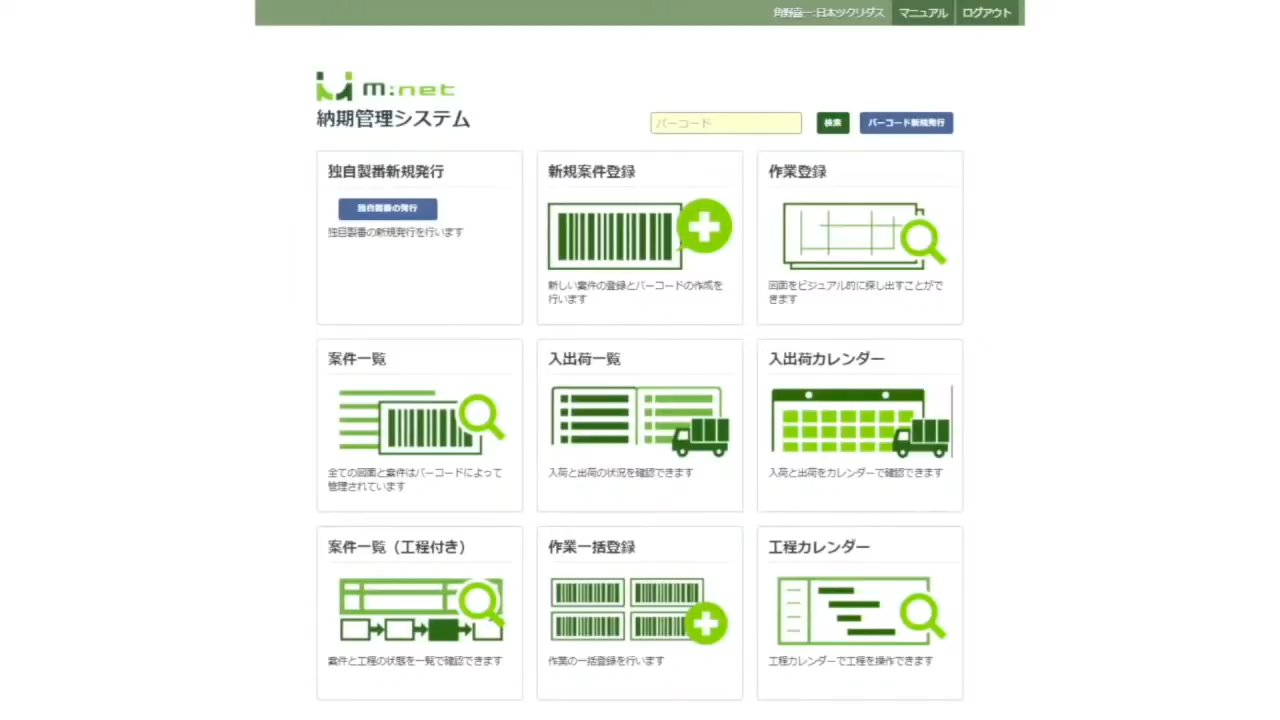 角野嘉一:日本ツクリダス
マニュアル
ログアウト
M:net
納期管理システム
バーコード
検索
バーコード新規発行
独自製番新規発行
独自製番の発行
独自製番の新規発行を行います
新規案件登録
新しい案件の登録とバーコードの作成を
行います
作業登録
図面をビジュアル的に探し出すことがで
きます
案件一覧
全ての図面と案件はバーコードによって
管理されています
入出荷一覧
入荷と出荷の状況を確認できます
入出荷カレンダー
入荷と出荷をカレンダーで確認できます
案件一覧（工程付き）
案件と工程の状態を一覧で確認できます
作業一括登録
作業の一括登録を行います
工程カレンダー
工程カレンダーで工程を操作できます